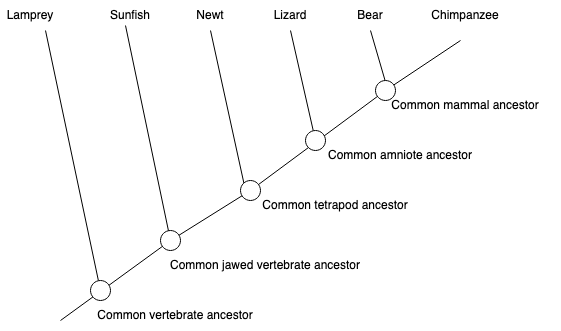 Lamprey
Sunfish
Newt
Lizard
Bear
Chimpanzee
Common mammal ancestor
Common amniote ancestor
Common tetrapod ancestor
Common jawed vertebrate ancestor
Common vertebrate ancestor